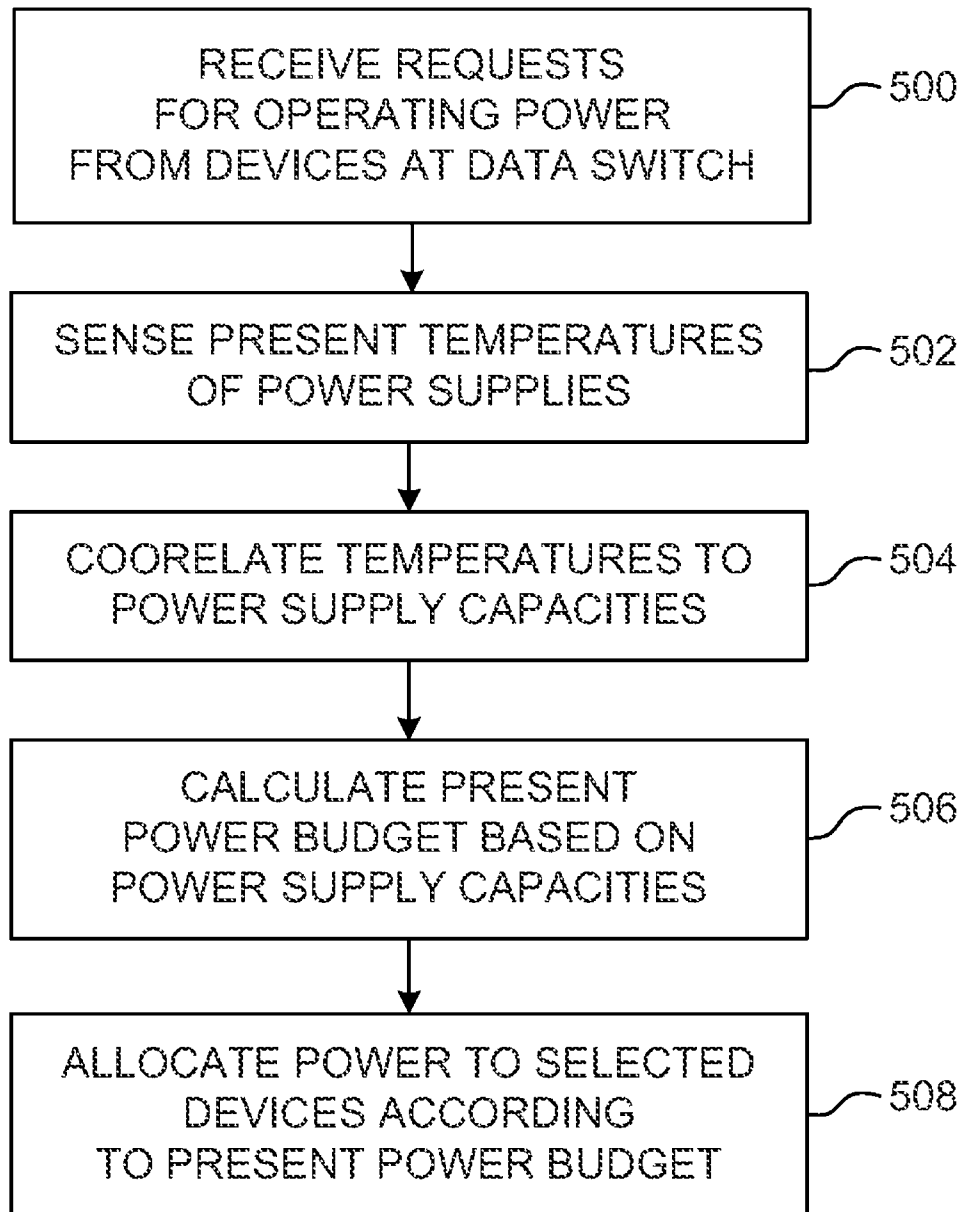 RECEIVE REQUESTS
FOR OPERATING POWER
FROM DEVICES AT DATA SWITCH
500
SENSE PRESENT TEMPERATURES
OF POWER SUPPLIES
502
COORELATE TEMPERATURES TO
POWER SUPPLY CAPACITIES
504
CALCULATE PRESENT
POWER BUDGET BASED ON
POWER SUPPLY CAPACITIES
506
ALLOCATE POWER TO SELECTED
DEVICES ACCORDING
TO PRESENT POWER BUDGET
508